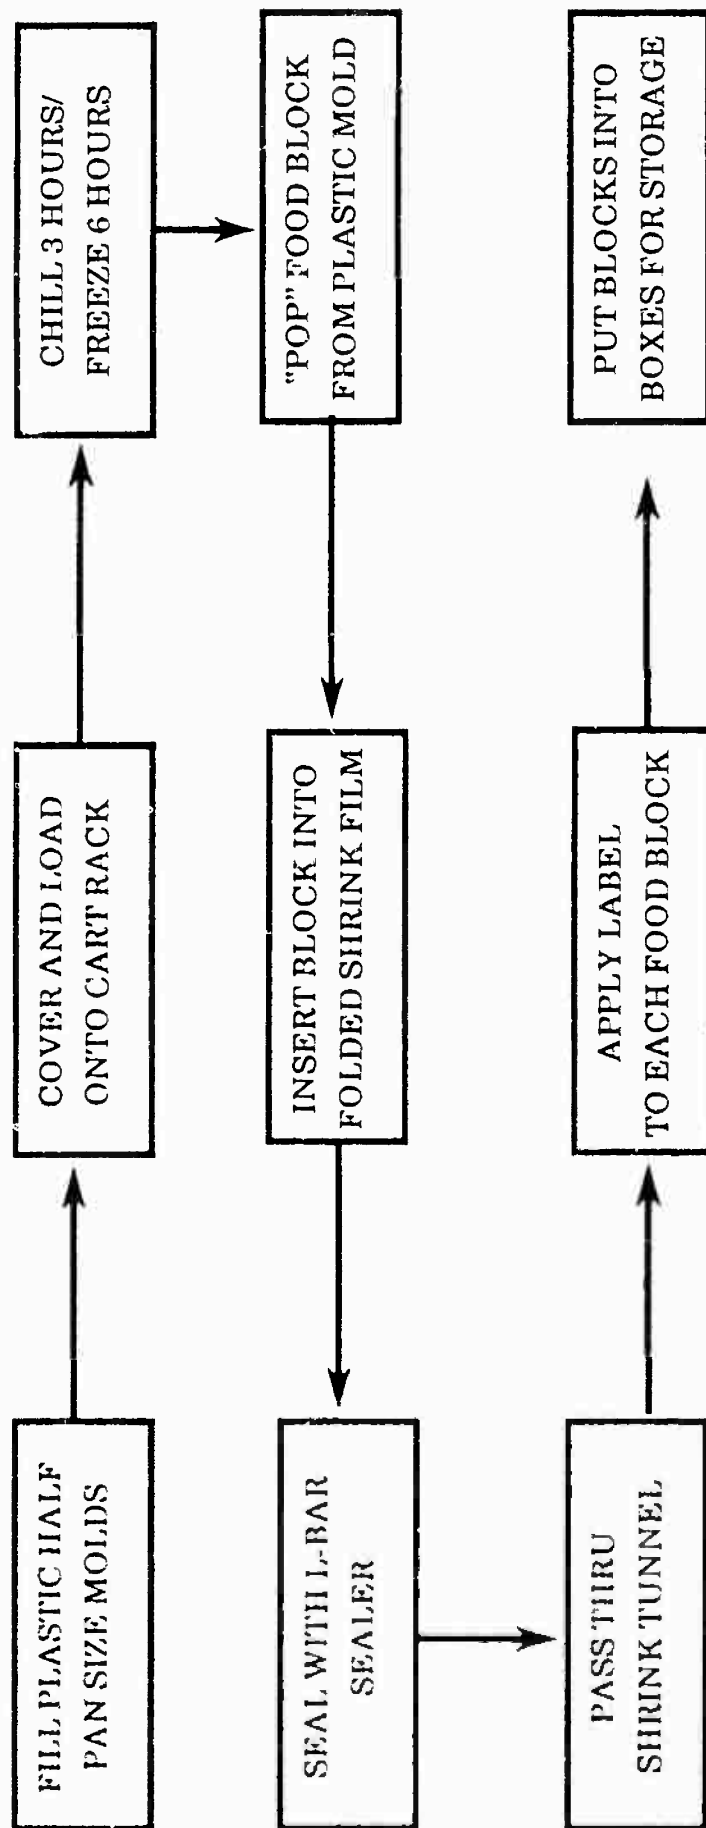 FILL PLASTIC HALF
PAN SIZE MOLDS
COVER AND LOAD
ONTO CART RACK
CHILL 3 HOURS/
FREEZE 6 HOURS
"POP" FOOD BLOCK
FROM PLASTIC MOLD
INSERT BLOCK INTO
FOLDED SHRINK FILM
SEAL WITH L-BAR
SEALER
PASS THRU
SHRINK TUNNEL
APPLY LABEL
TO EACH FOOD BLOCK
PUT BLOCKS INTO
BOXES FOR STORAGE